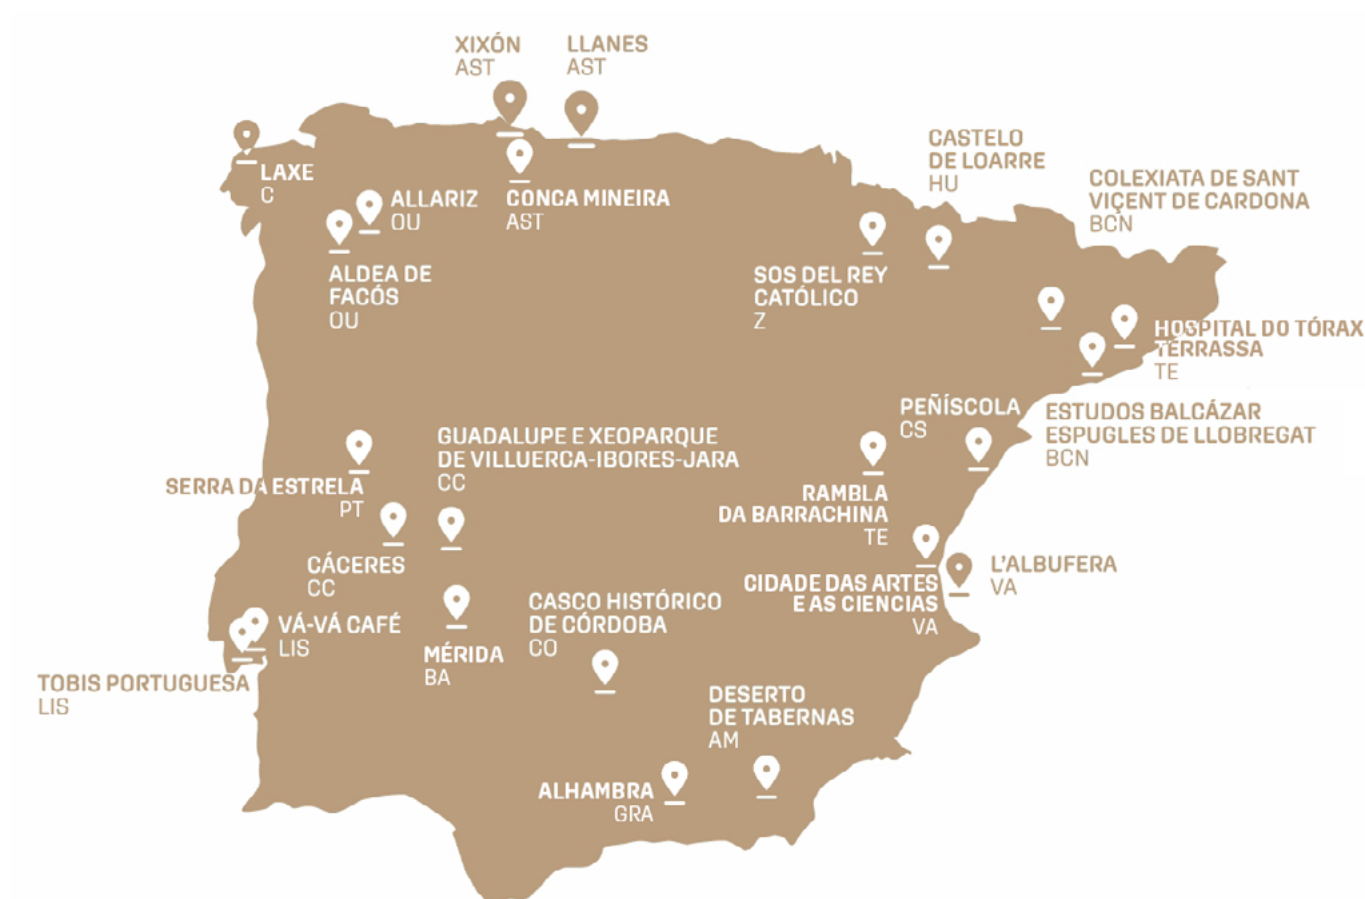 XIXÓN
AST
LLANES
AST
LAXE
C
ALLARIZ
OU
CONCA MINEIRA
AST
ALDEA DE
FACÓS
OU
CASTELO
DE LOARRE
HU
COLEXIATA DE SANT
VIÇENT DE CARDONA
BCN
SOS DEL REY
CATÓLICO
Z
HOSPITAL DO TÓRAX
TERRASSA
TE
PEÑÍSCOLA
CS
ESTUDOS BALCÁZAR
ESPUGLES DE LLOBREGAT
BCN
GUADALUPE E XEOPARQUE
DE VILLUERCA-IBORES-JARA
CC
SERRA DA ESTRELA
PT
RAMBLA
DA BARRACHINA
TE
CÁCERES
CC
CIDADE DAS ARTES
E AS CIENCIAS
VA
L'ALBUFERA
VA
VÁ-VÁ CAFÉ
LIS
MÉRIDA
BA
CASCO HISTÓRICO
DE CÓRDOBA
CO
TOBIS PORTUGUESA
LIS
DESERTO
DE TABERNAS
AM
ALHAMBRA
GRA